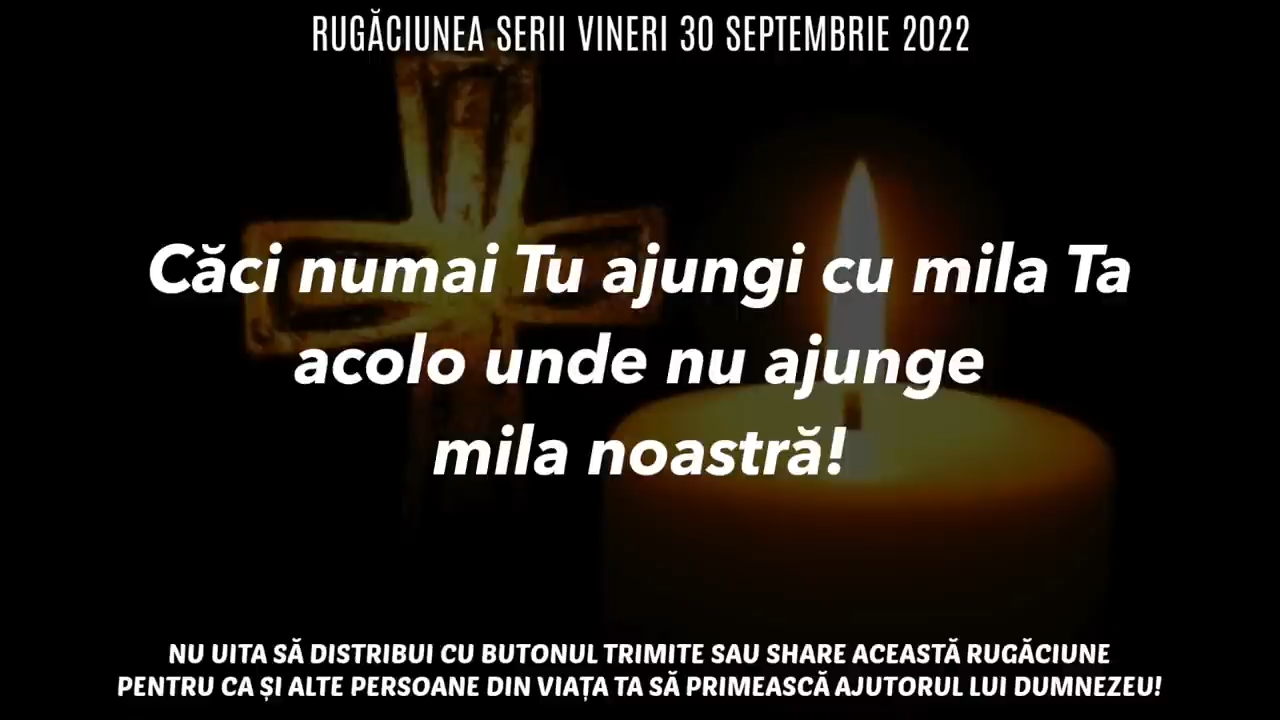 RUGĂCIUNEA SERII VINERI 30 SEPTEMBRIE 2022
Căci numai Tu ajungi cu mila Ta
acolo unde nu ajunge
mila noastră!
NU UITA SĂ DISTRIBUI CU BUTONUL TRIMITE SAU SHARE ACEASTĂ RUGĂCIUNE
PENTRU CA ȘI ALTE PERSOANE DIN VIAȚA TA SĂ PRIMEASCĂ AJUTORUL LUI DUMNEZEU!